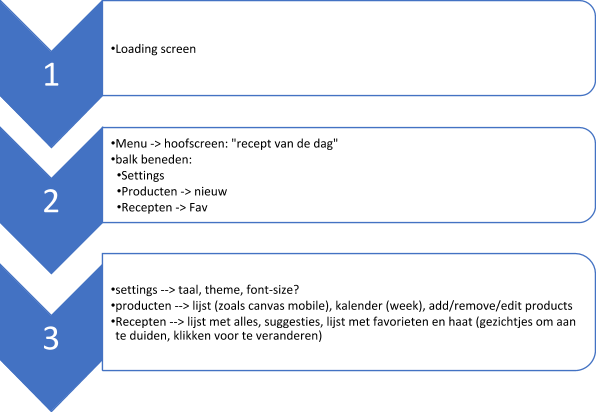 1
•Loading screen
2
•Menu -> hoofscreen: "recept van de dag"
•balk beneden:
•Settings
•Producten -> nieuw
•Recepten -> Fav
3
•settings --> taal, theme, font-size?
•producten --> lijst (zoals canvas mobile), kalender (week), add/remove/edit products
•Recepten --> lijst met alles, suggesties, lijst met favorieten en haat (gezichtjes om aan
te duiden, klikken voor te veranderen)